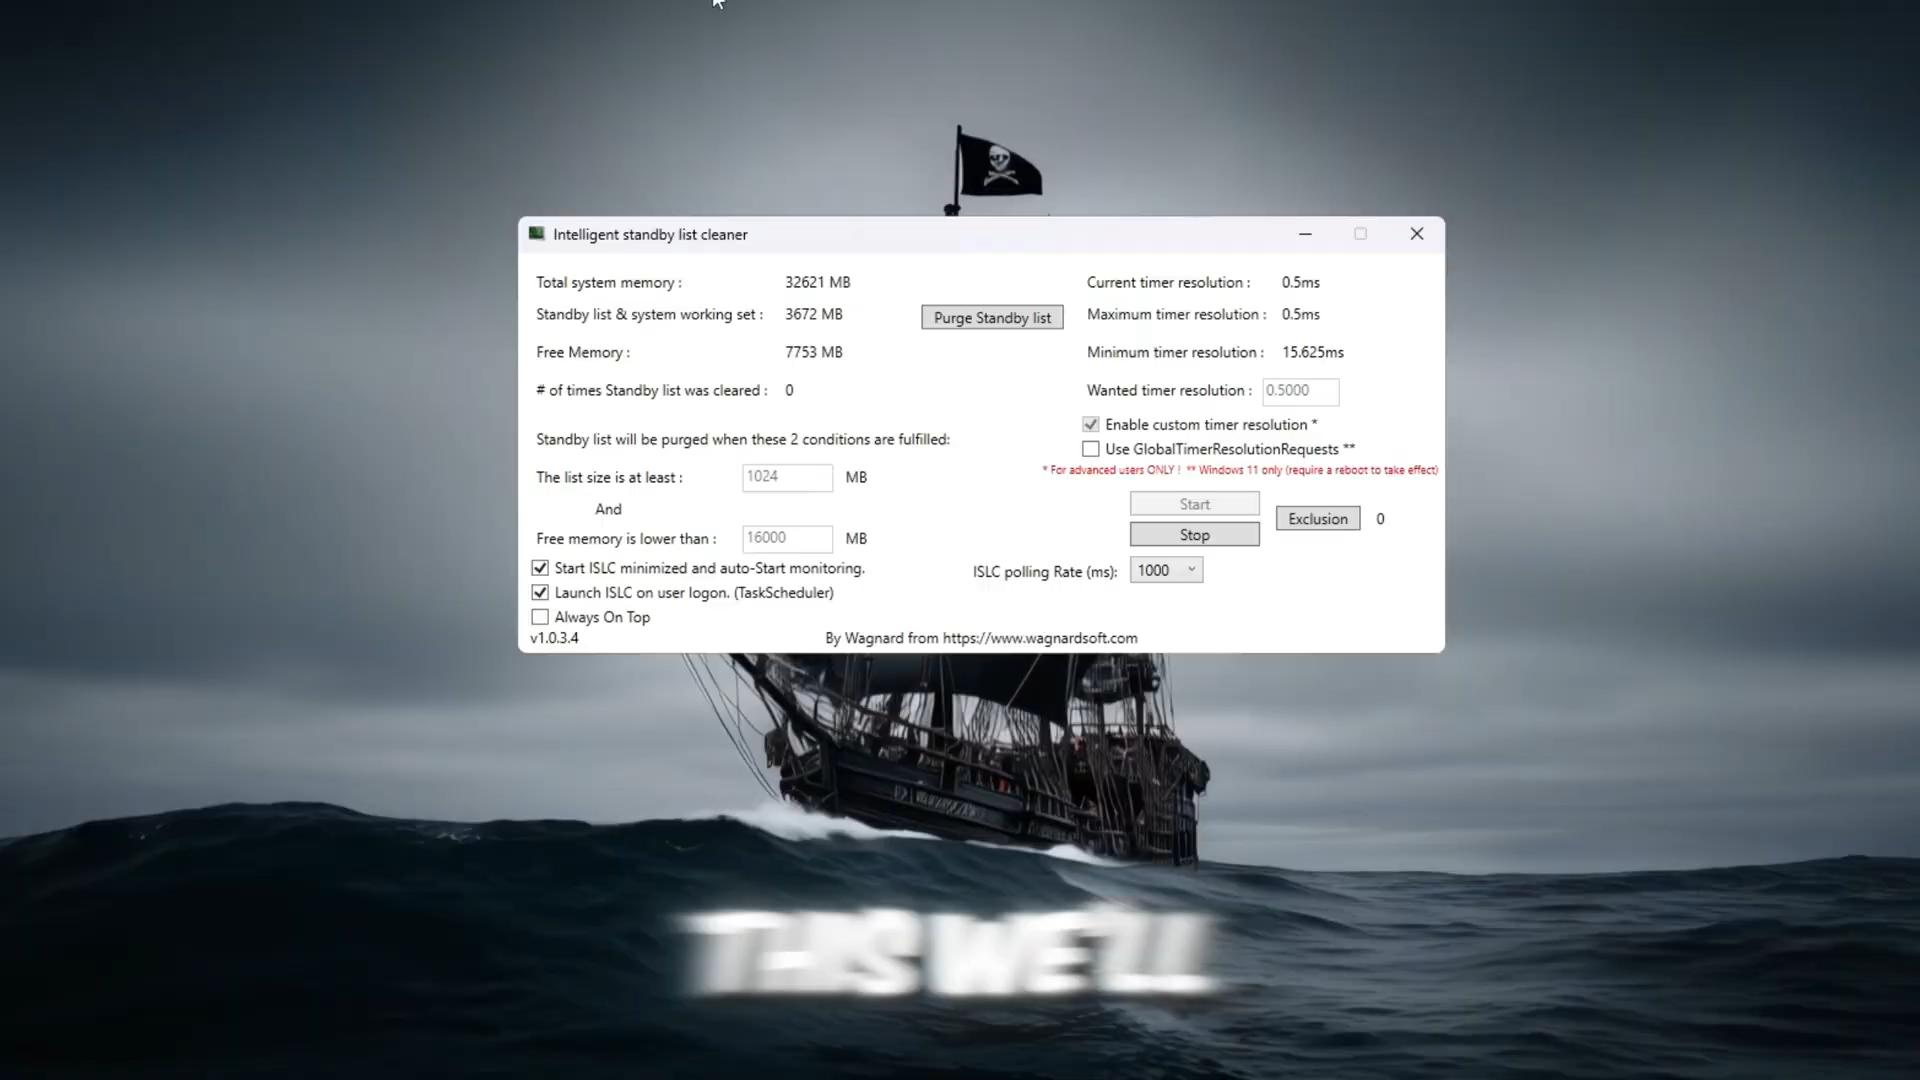 Intelligent standby list cleaner
Total system memory : 32621 MB
Standby list & system working set : 3672 MB
Purge Standby list
Free Memory : 7753 MB
# of times Standby list was cleared : 0
Standby list will be purged when these 2 conditions are fulfilled:
The list size is at least : 1024 MB
And
Free memory is lower than : 16000 MB
Start ISLC minimized and auto-Start monitoring.
Launch ISLC on user logon. (TaskScheduler)
Always On Top
v1.0.3.4
Current timer resolution : 0.5ms
Maximum timer resolution : 0.5ms
Minimum timer resolution : 15.625ms
Wanted timer resolution : 0.5000
Enable custom timer resolution *
Use GlobalTimerResolutionRequests **
* For advanced users ONLY ! ** Windows 11 only (require a reboot to take effect)
Start
Stop
Exclusion 0
ISLC polling Rate (ms): 1000
By Wagnard from https://www.wagnardsoft.com
THIS WE'LL